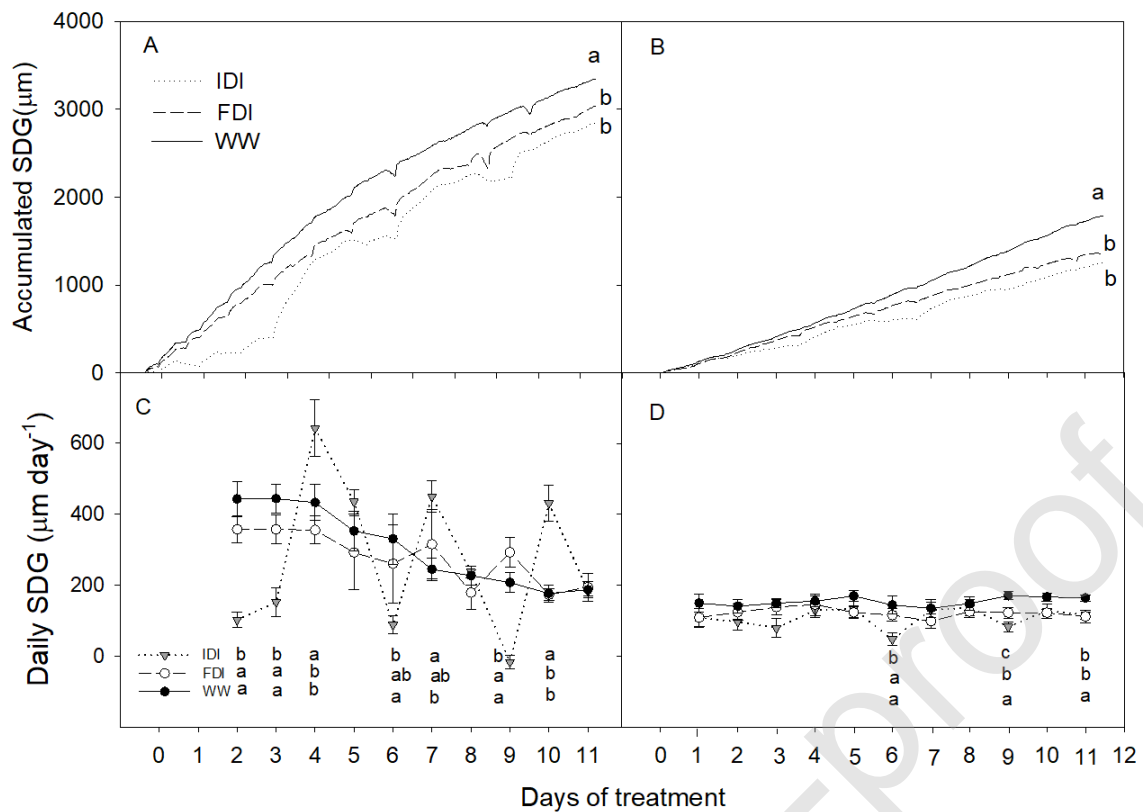 4000
3000
2000
1000
0
Accumulated SDG(μm)
A
IDI
FDI
WW
a
b
b
B
a
b
b
600
400
200
0
Daily SDG (μm day⁻¹)
C
IDI b b a b a b a
FDI a a b ab ab a b
WW a a b a b a b
D
b c b
a b b
a a a
0 1 2 3 4 5 6 7 8 9 10 11
0 1 2 3 4 5 6 7 8 9 10 11 12
Days of treatment
proof